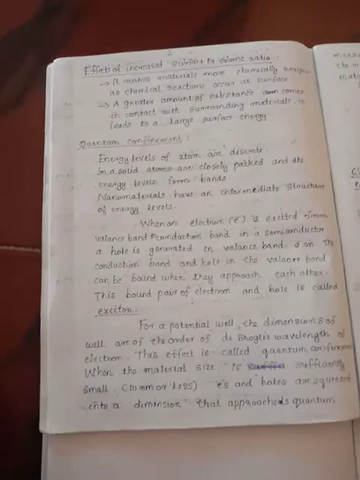 2
Effects of increased surface to volume ratio :
→ It makes materials more chemically
as chemical reactions occur at surface
→ A greater amount of substance comes
in contact with surrounding materials. It
leads to a large surface energy
Quantum confinement :
Energy levels of atom are discrete
In a solid atoms are closely packed and the
energy levels form bands
Nanomaterials have an intermediate structure
of energy levels.
When an electron (e⁻) is excited from
valance band to conduction band in a semiconductor
a hole is generated in valance band. in the
conduction band and hole in the valance band
can be bound when they approach each other.
This bound pair of electron and hole is called
exciton.
For a potential well, the dimensions of
well are of the order of de Broglie wavelength of
electron. This effect is called quantum
When the material size is sufficiently
small (10 nm or less) e's and holes are squeezed
into a dimension that approaches quantum